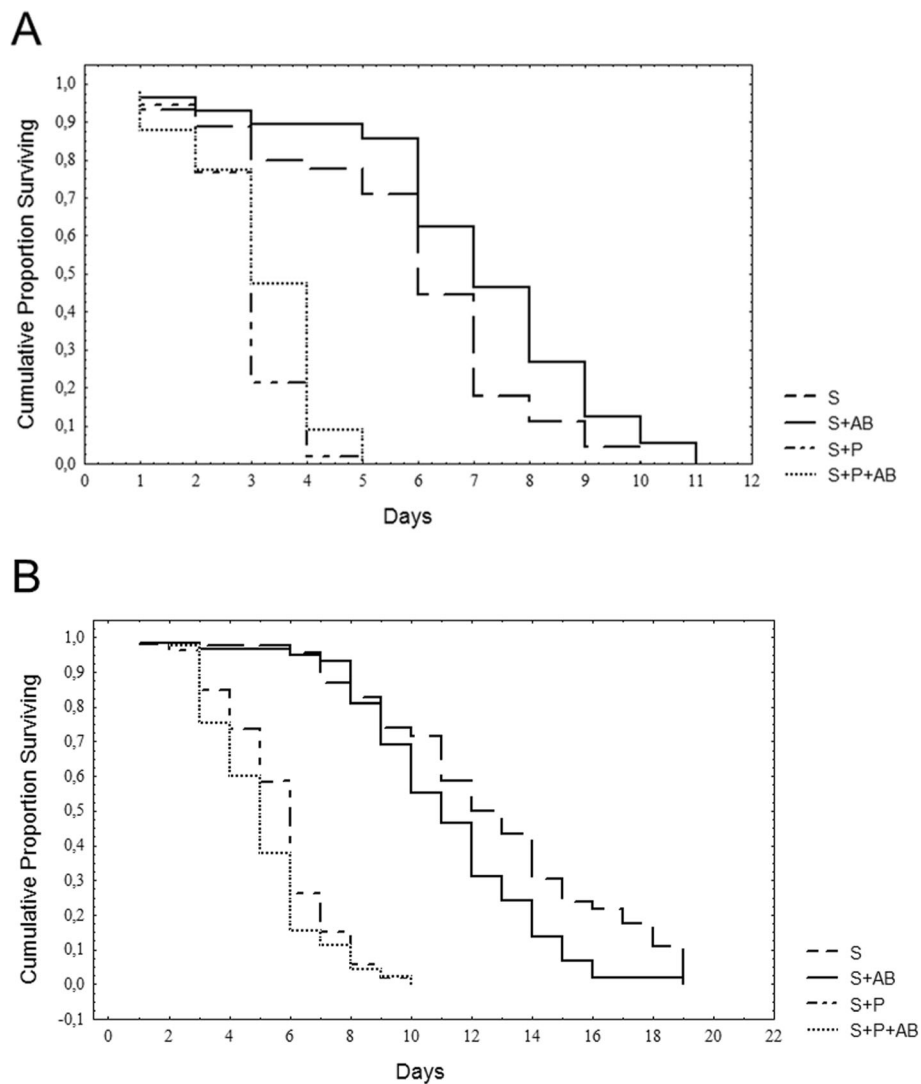 A
Cumulative Proportion Surviving
1,0
0,9
0,8
0,7
0,6
0,5
0,4
0,3
0,2
0,1
0,0
0 1 2 3 4 5 6 7 8 9 10 11 12
Days
S
S+AB
S+P
S+P+AB
B
Cumulative Proportion Surviving
1,0
0,9
0,8
0,7
0,6
0,5
0,4
0,3
0,2
0,1
0,0
-0,1
0 2 4 6 8 10 12 14 16 18 20 22
Days
S
S+AB
S+P
S+P+AB